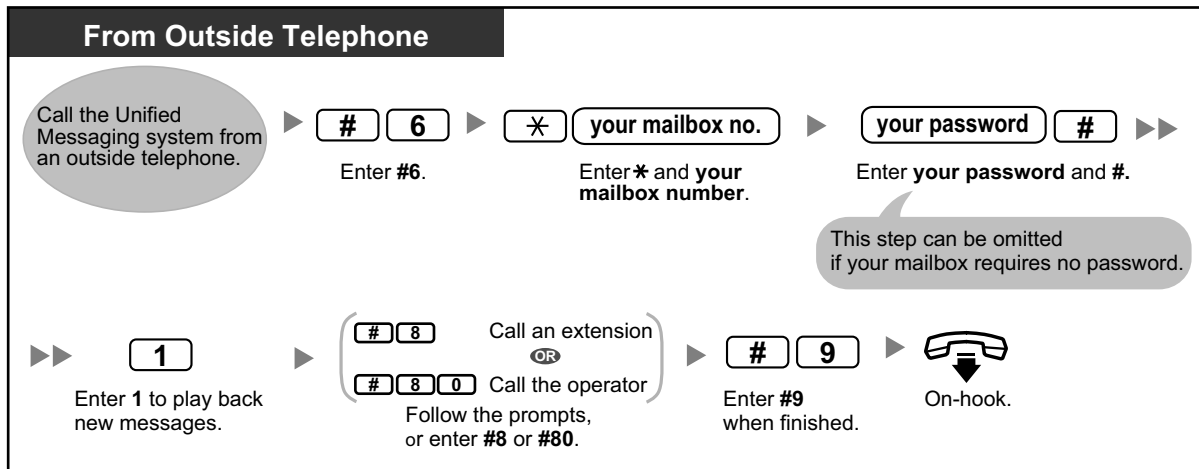 From Outside Telephone
Call the Unified
Messaging system from
an outside telephone.
# 6
Enter #6.
* your mailbox no.
Enter * and your
mailbox number.
your password #
Enter your password and #.
This step can be omitted
if your mailbox requires no password.
1
Enter 1 to play back
new messages.
# 8 Call an extension
OR
# 8 0 Call the operator
Follow the prompts,
or enter #8 or #80.
# 9
Enter #9
when finished.
On-hook.